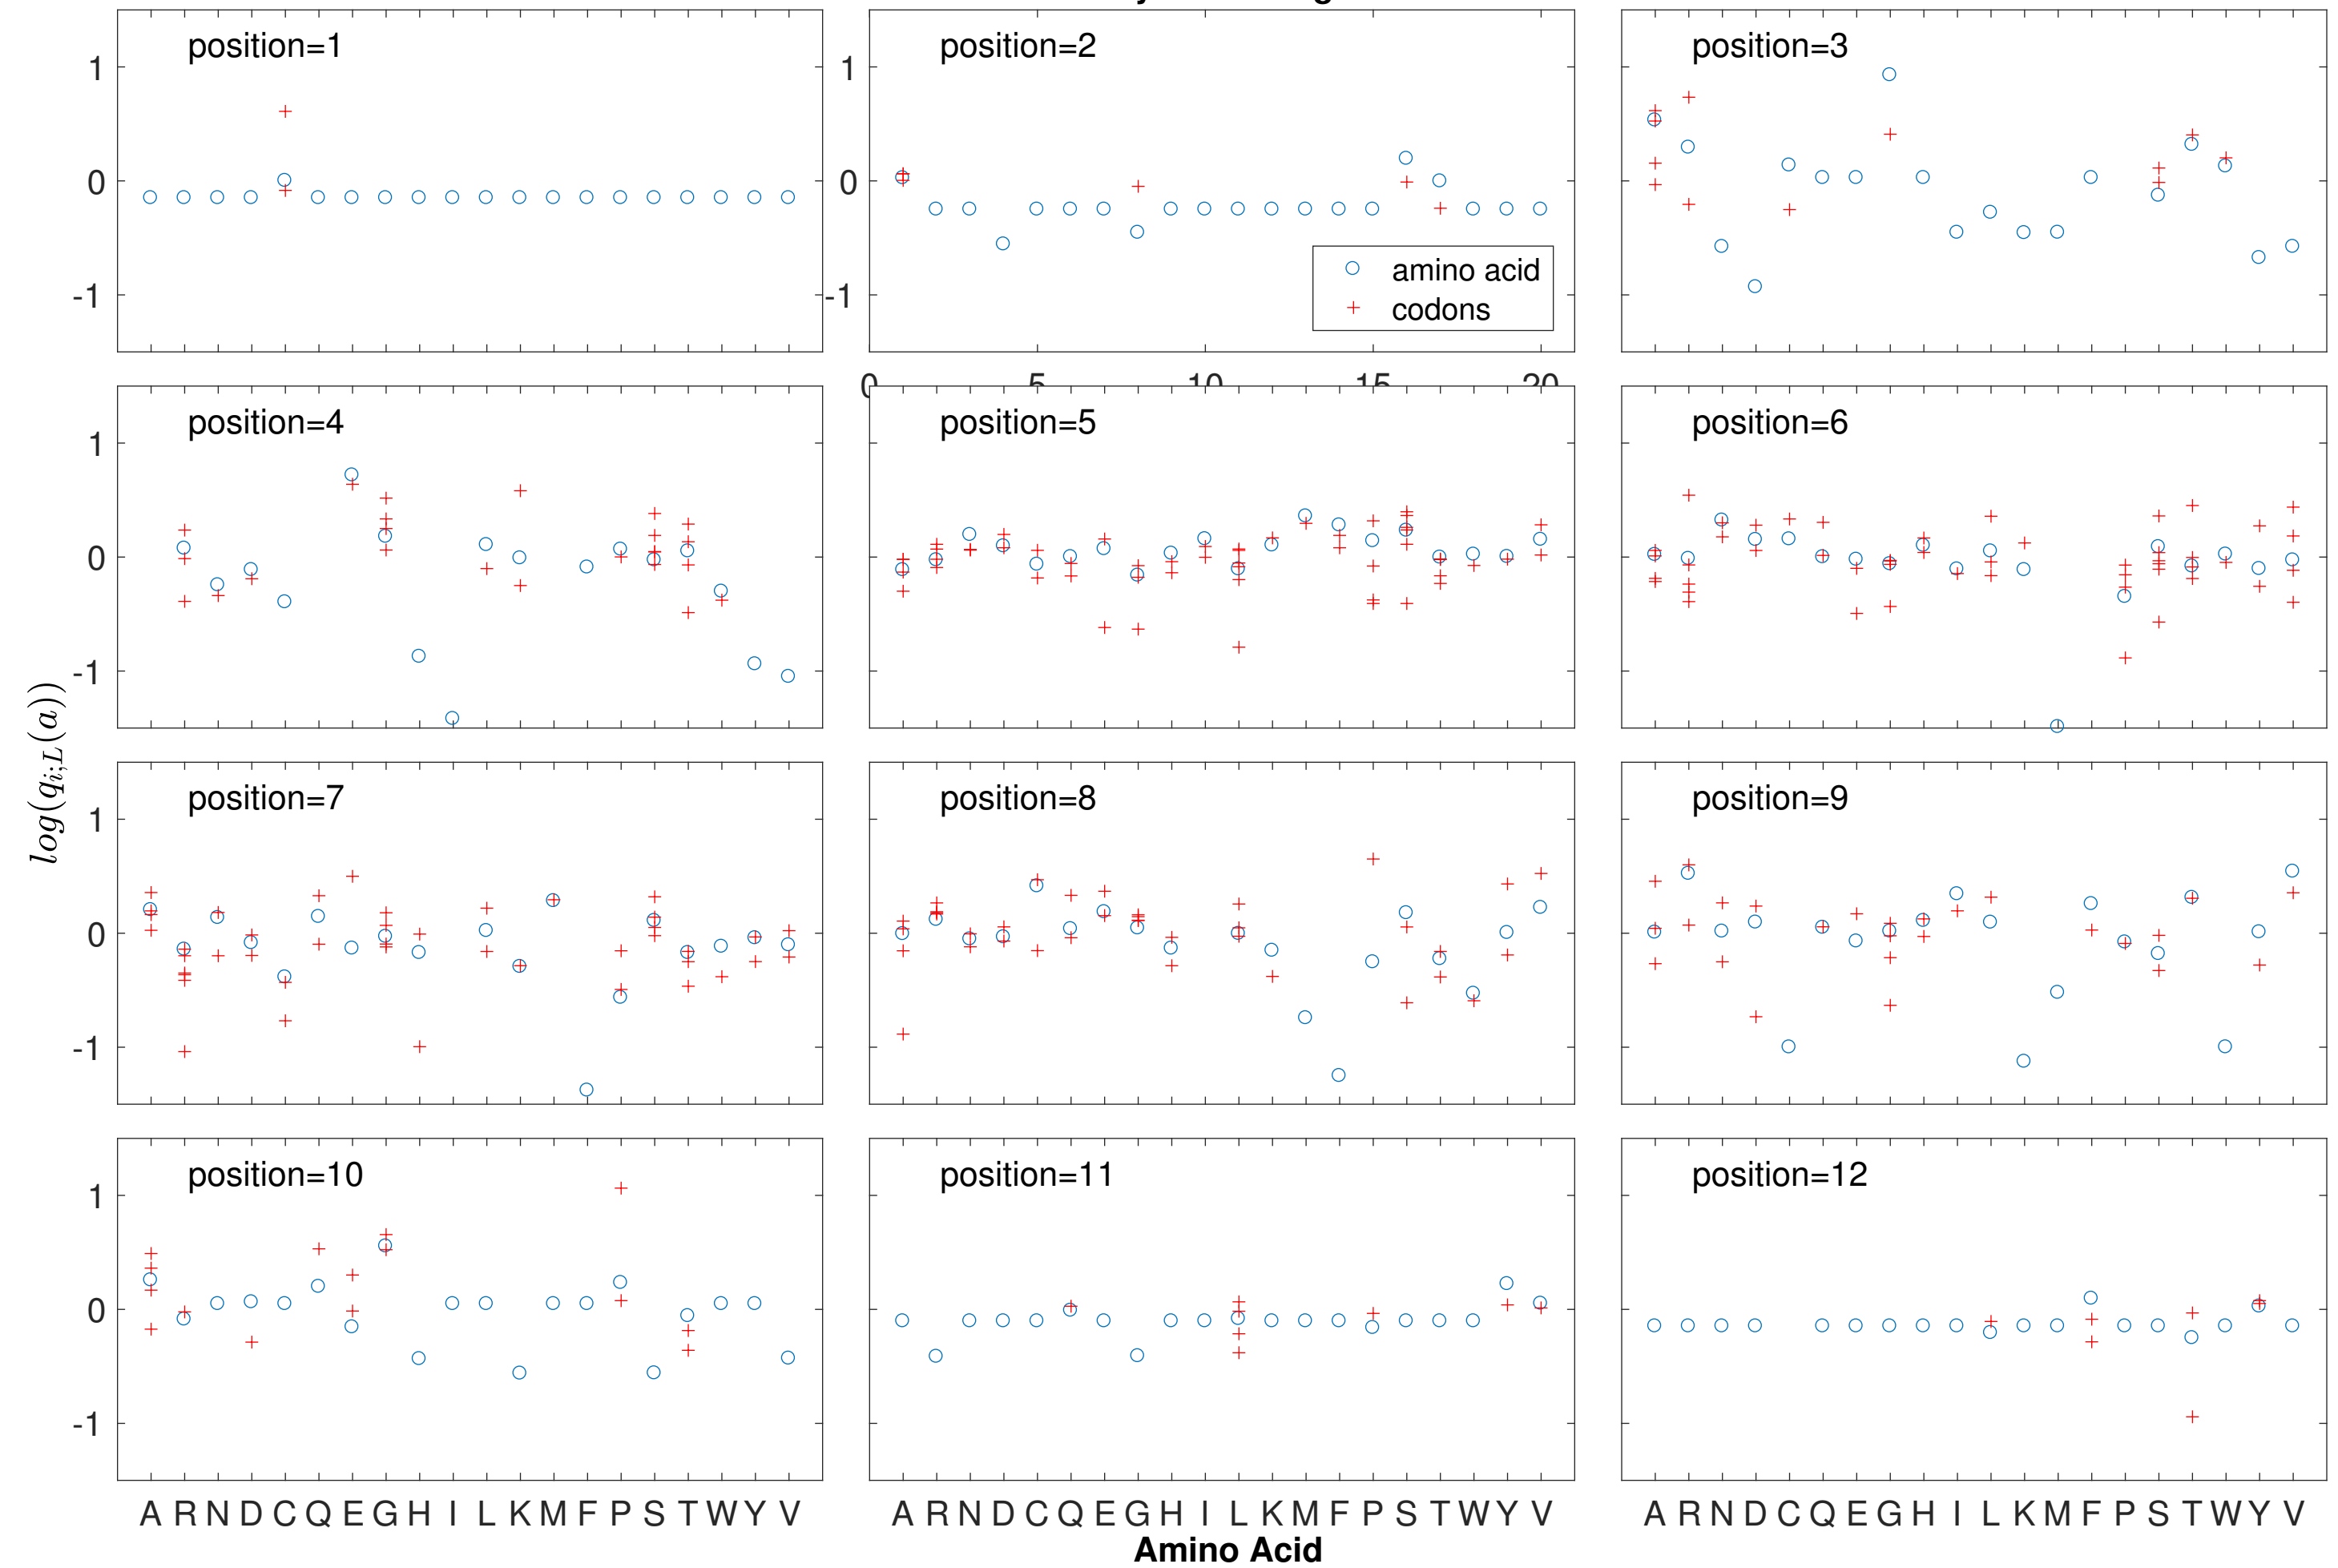 position=1
position=2
position=3
1
0
-1
1
0
-1
amino acid
codons
0 5 10 15 20
position=4
position=5
position=6
1
0
-1
log(q_{i;L}(a))
position=7
position=8
position=9
1
0
-1
position=10
position=11
position=12
1
0
-1
A R N D C Q E G H I L K M F P S T W Y V
A R N D C Q E G H I L K M F P S T W Y V
A R N D C Q E G H I L K M F P S T W Y V
Amino Acid